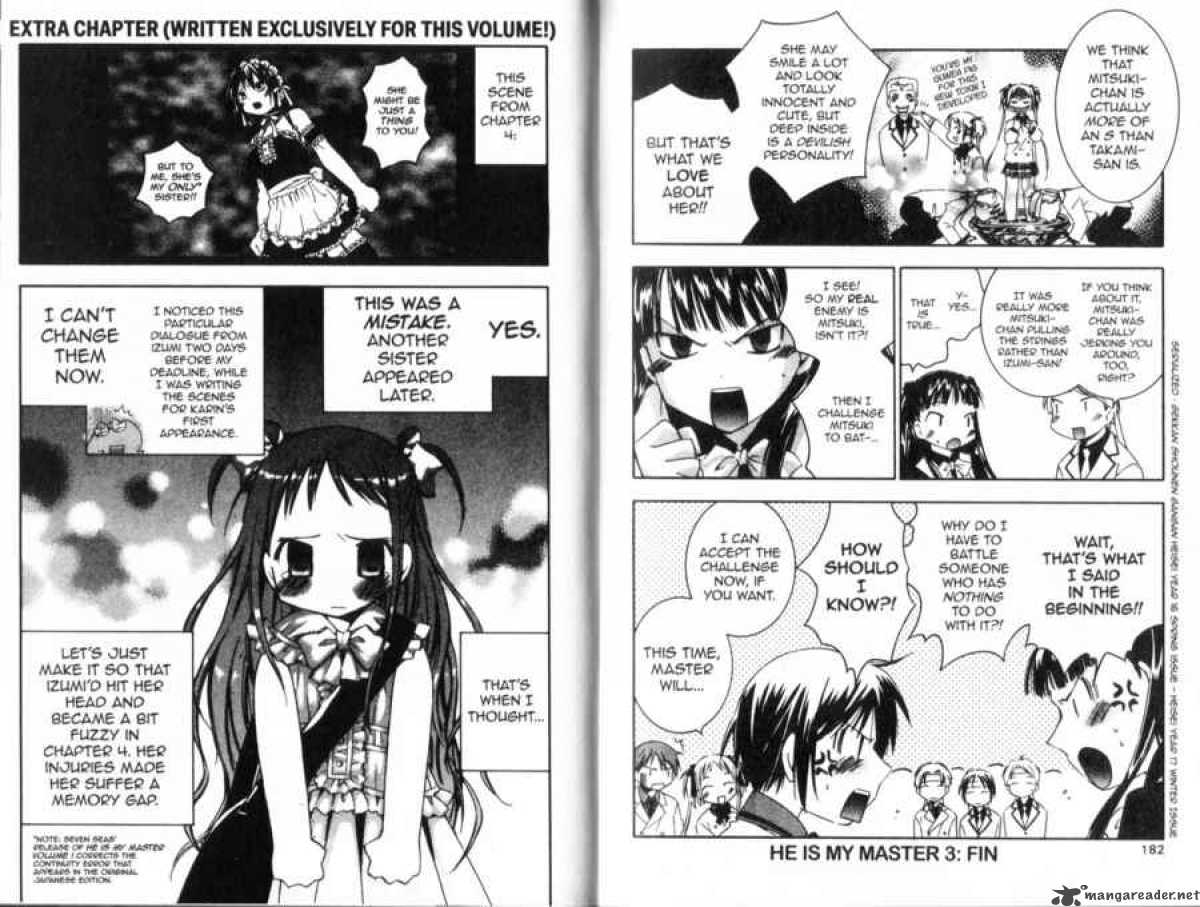 WE THINK
THAT
MITSUKI-
CHAN IS
ACTUALLY
MORE OF
AN S THAN
TAKAMI-
SAN IS.
YOU'RE MY
GUINEA PIG
FOR THIS
NEW TOXIN I
DEVELOPED.
SHE MAY
SMILE A LOT
AND LOOK
TOTALLY
INNOCENT AND
CUTE, BUT
DEEP INSIDE
IS A DEVILISH
PERSONALITY!
BUT THAT'S
WHAT WE
LOVE
ABOUT
HER!!
IF YOU THINK
ABOUT IT,
MITSUKI-
CHAN WAS
REALLY
JERKING YOU
AROUND,
TOO,
RIGHT?
IT WAS
REALLY MORE
MITSUKI-
CHAN PULLING
THE STRINGS
RATHER THAN
IZUMI-SAN!
Y-
YES...
THAT
IS
TRUE...
I SEE!
SO MY REAL
ENEMY IS
MITSUKI,
ISN'T IT?!
THEN I
CHALLENGE
MITSUKI
TO BAT-...
WAIT,
THAT'S WHAT
I SAID
IN THE
BEGINNING!!
WHY DO I
HAVE TO
BATTLE
SOMEONE
WHO HAS
NOTHING
TO DO
WITH IT?!
HOW
SHOULD
I
KNOW?!
I CAN
ACCEPT THE
CHALLENGE
NOW, IF
YOU WANT.
THIS TIME,
MASTER
WILL...
HE IS MY MASTER 3: FIN
182
EXTRA CHAPTER (WRITTEN EXCLUSIVELY FOR THIS VOLUME!)
THIS
SCENE
FROM
CHAPTER
4:
SHE
MIGHT BE
JUST A
THING
TO YOU!
BUT TO
ME, SHE'S
MY ONLY*
SISTER!!
YES.
THIS WAS A
MISTAKE.
ANOTHER
SISTER
APPEARED
LATER.
I NOTICED THIS
PARTICULAR
DIALOGUE FROM
IZUMI TWO DAYS
BEFORE MY
DEADLINE, WHILE
I WAS WRITING
THE SCENES
FOR KARIN'S
FIRST
APPEARANCE.
I CAN'T
CHANGE
THEM
NOW.
THAT'S
WHEN I
THOUGHT...
LET'S JUST
MAKE IT SO THAT
IZUMI'D HIT HER
HEAD AND
BECAME A BIT
FUZZY IN
CHAPTER 4. HER
INJURIES MADE
HER SUFFER A
MEMORY GAP.
*NOTE: SEVEN SEAS'
RELEASE OF HE IS MY MASTER
VOLUME 1 CORRECTS THE
CONTINUITY ERROR THAT
APPEARS IN THE ORIGINAL
JAPANESE EDITION.
mangareader.net